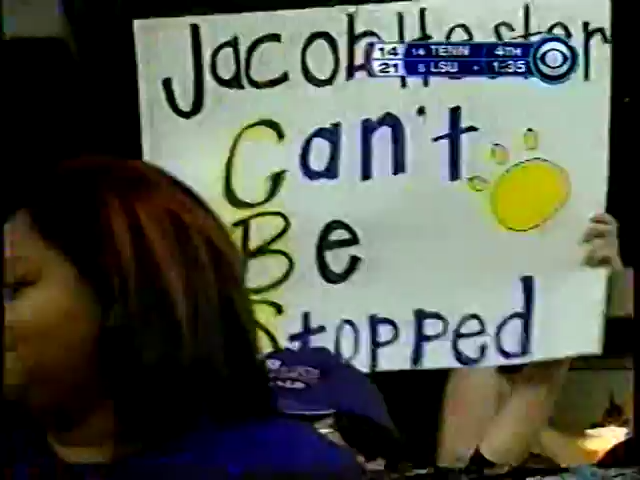 Jacob Hester
Can't
Be
Stopped
14 14 TENN 4TH
21 5 LSU 1:35